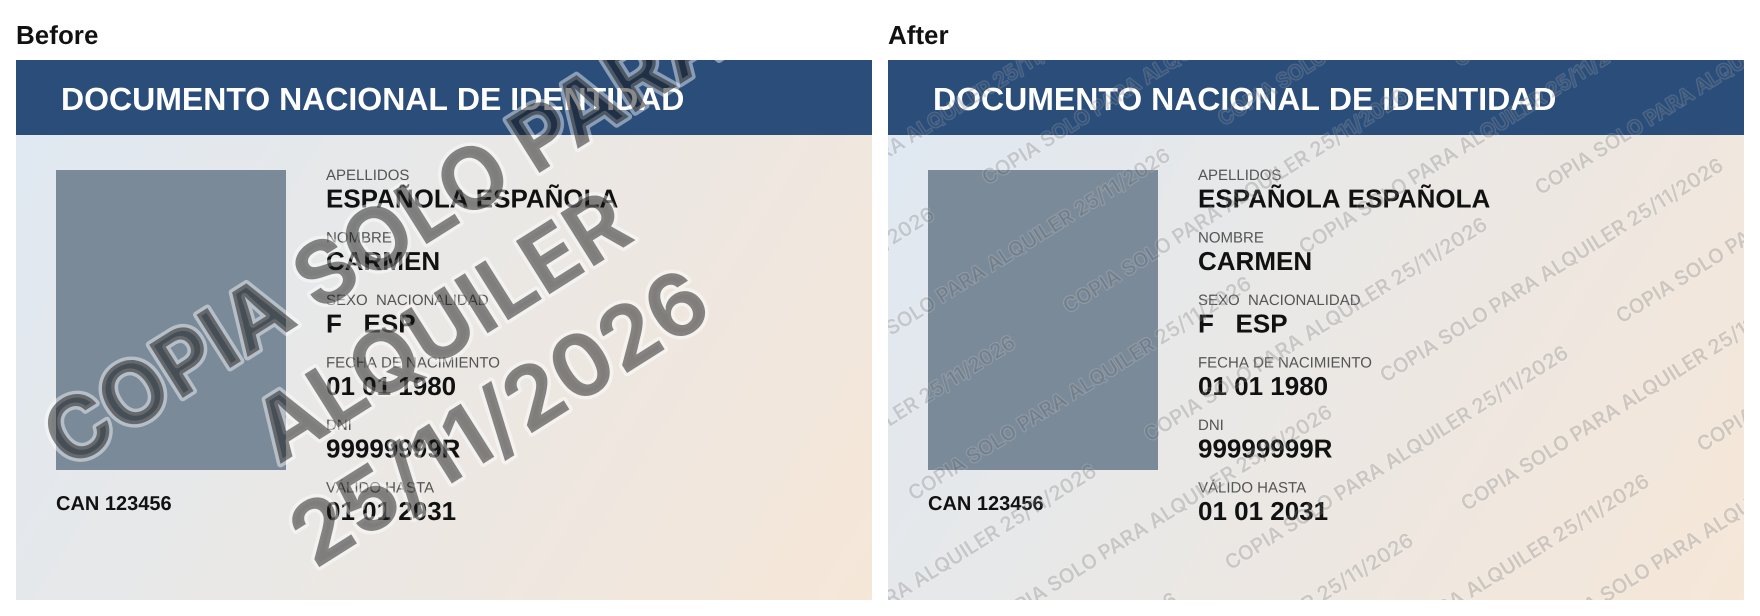 Before
DOCUMENTO NACIONAL DE IDENTIDAD
APELLIDOS
ESPAÑOLA ESPAÑOLA
NOMBRE
CARMEN
SEXO NACIONALIDAD
F ESP
FECHA DE NACIMIENTO
01 01 1980
DNI
99999999R
VÁLIDO HASTA
01 01 2031
CAN 123456
COPIA SOLO PARA
ALQUILER
25/11/2026
After
DOCUMENTO NACIONAL DE IDENTIDAD
APELLIDOS
ESPAÑOLA ESPAÑOLA
NOMBRE
CARMEN
SEXO NACIONALIDAD
F ESP
FECHA DE NACIMIENTO
01 01 1980
DNI
99999999R
VÁLIDO HASTA
01 01 2031
CAN 123456
COPIA SOLO PARA ALQUILER 25/11/2026